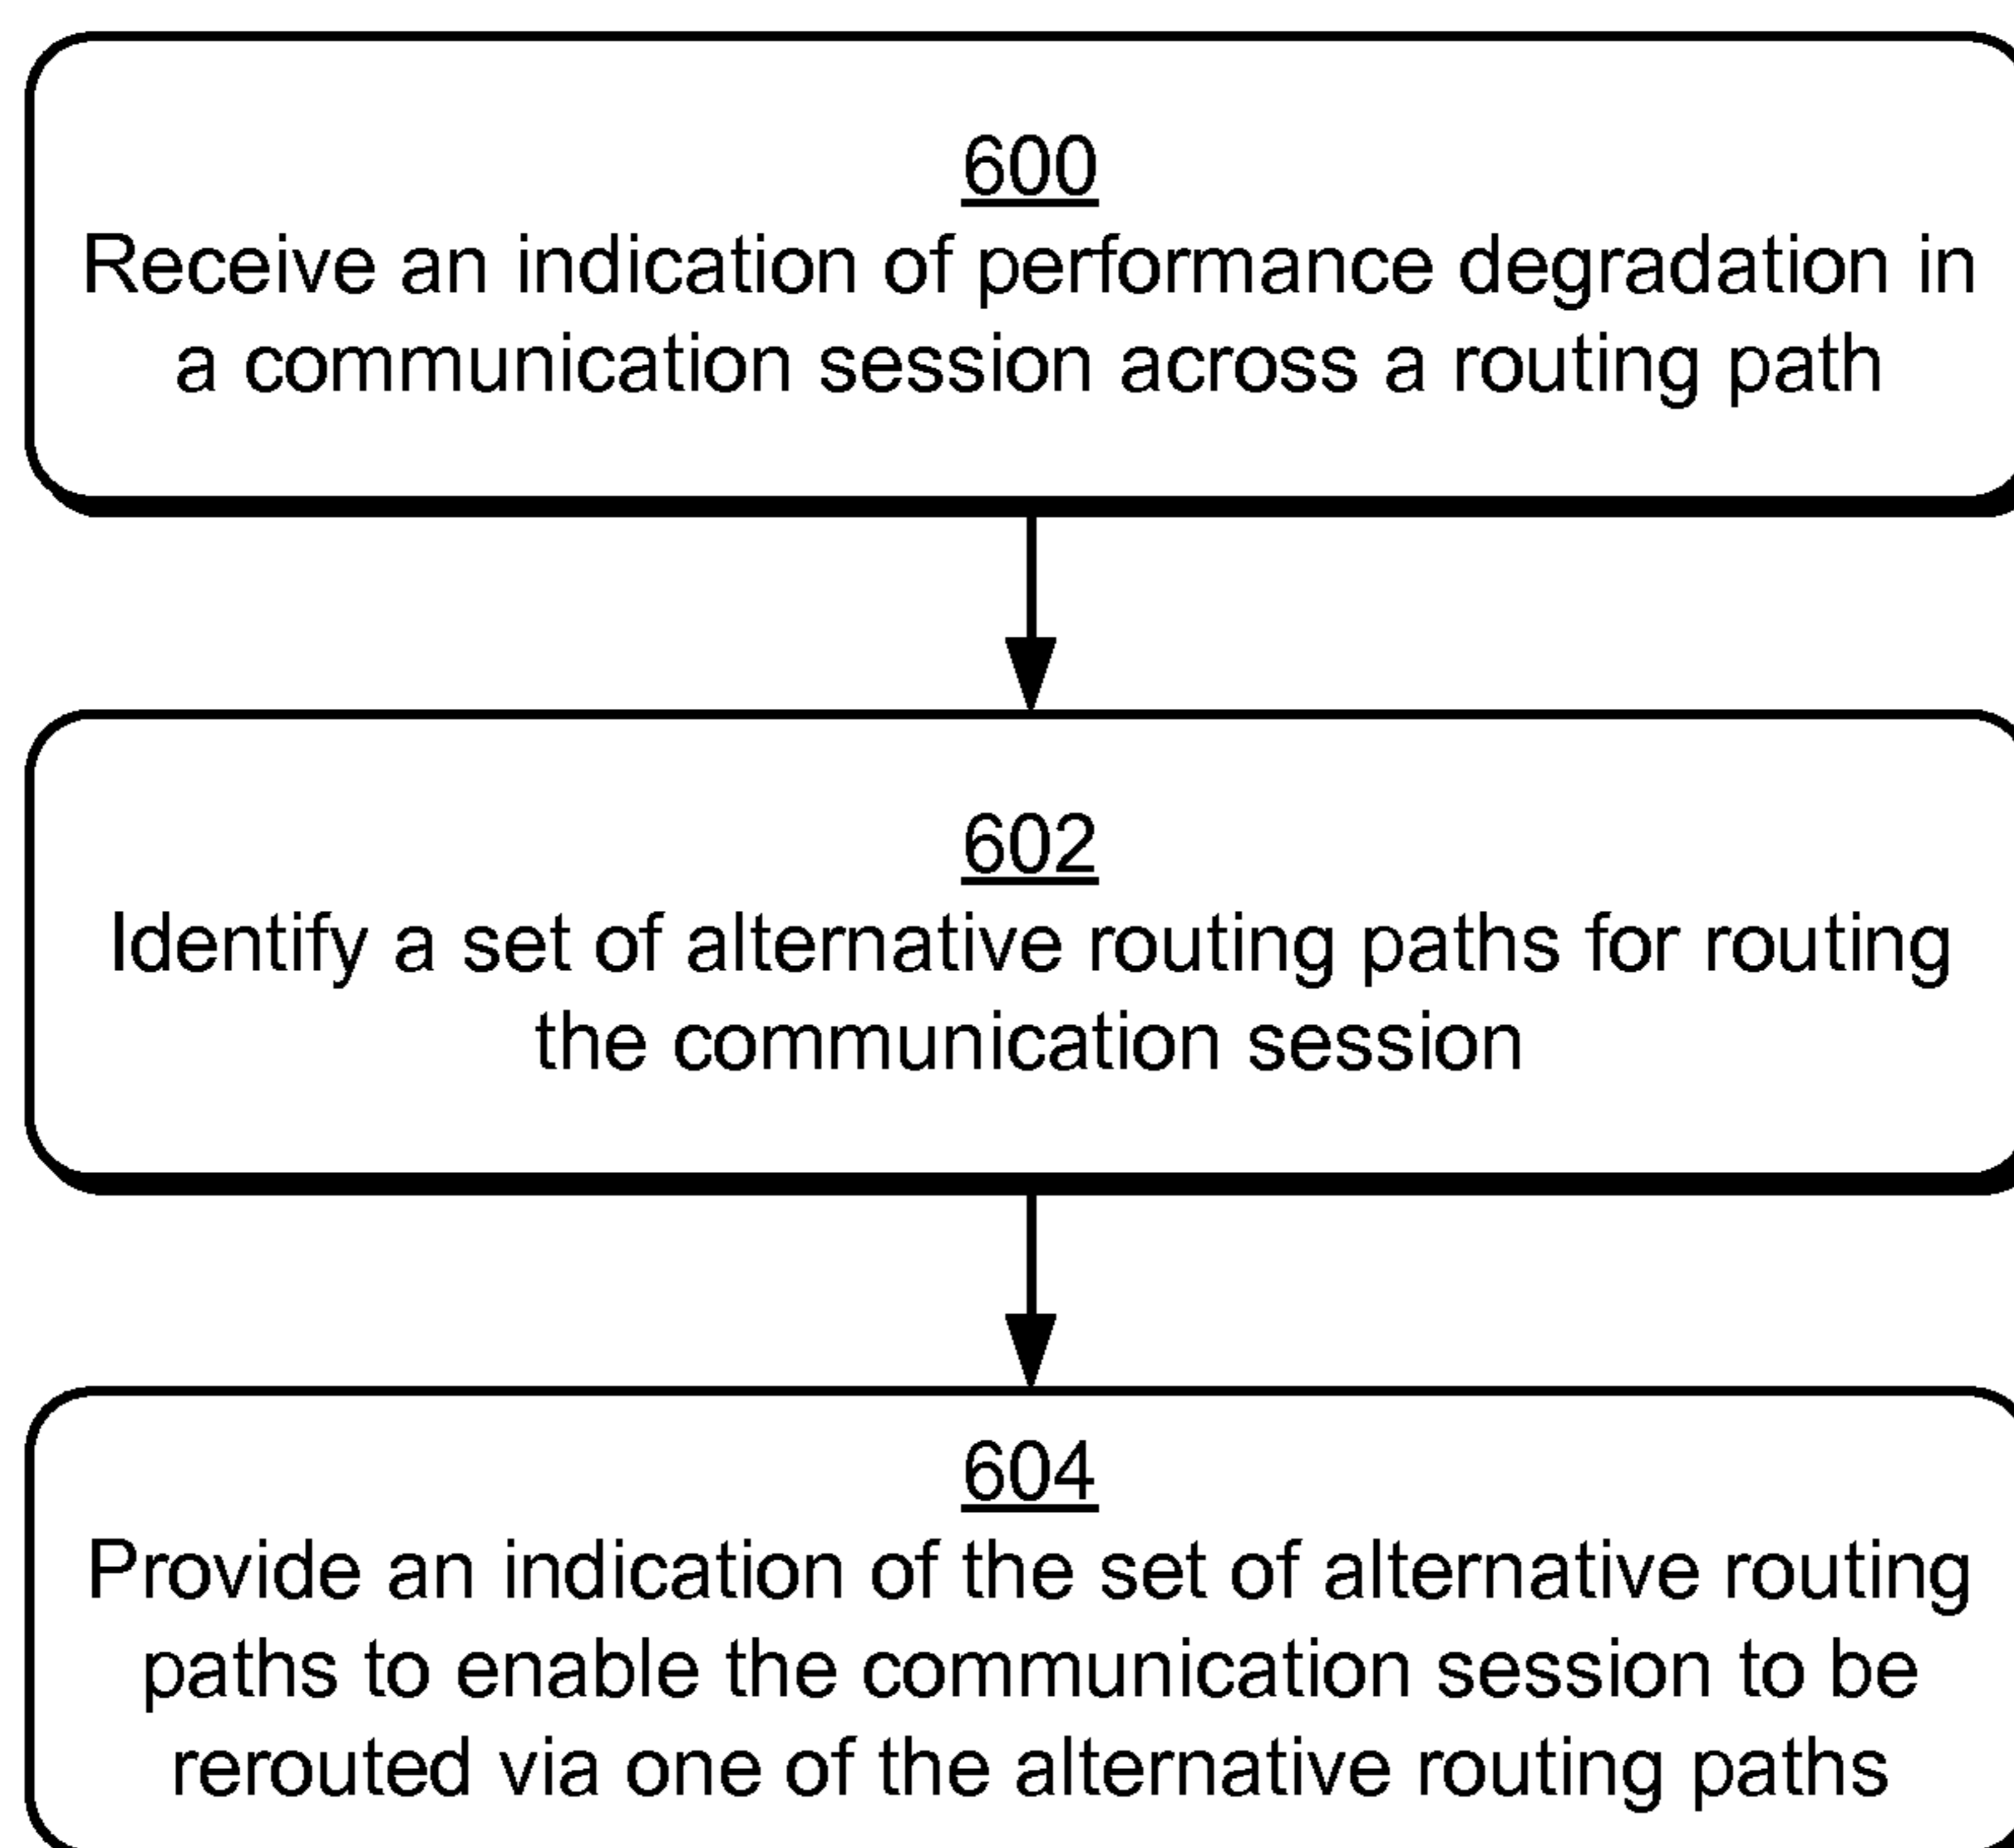 600
Receive an indication of performance degradation in
a communication session across a routing path
602
Identify a set of alternative routing paths for routing
the communication session
604
Provide an indication of the set of alternative routing
paths to enable the communication session to be
rerouted via one of the alternative routing paths